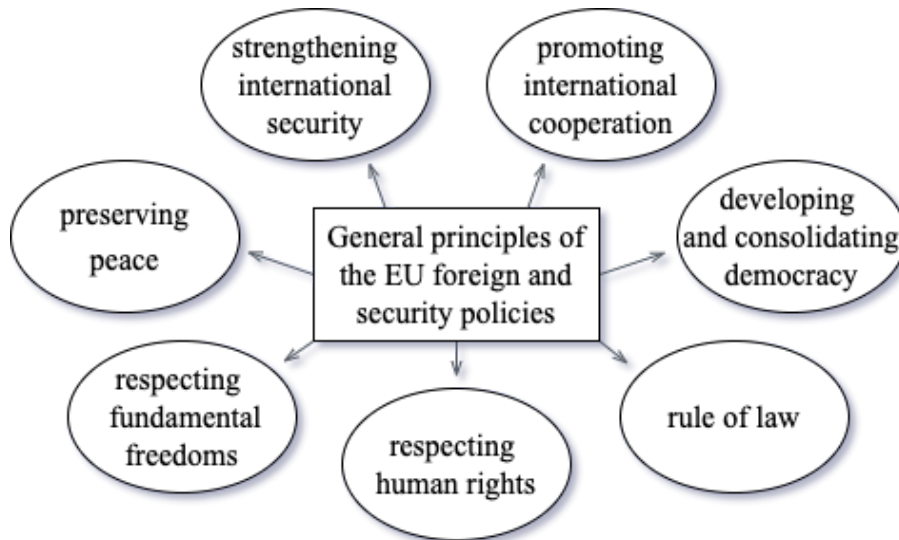 strengthening
international
security
promoting
international
cooperation
preserving
peace
General principles of
the EU foreign and
security policies
developing
and consolidating
democracy
respecting
fundamental
freedoms
respecting
human rights
rule of law